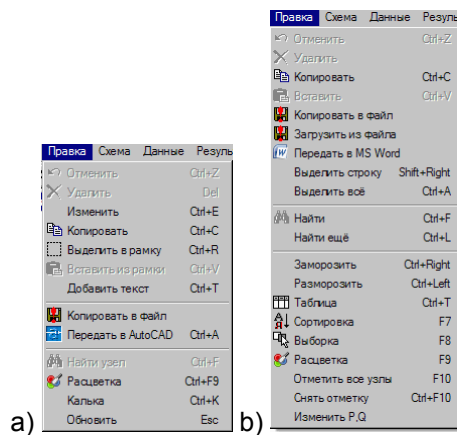 Правка Схема Данные Резуль
Отменить Ctrl+Z
Удалить Del
Изменить Ctrl+E
Копировать Ctrl+C
Выделить в рамку Ctrl+R
Вставить из рамки Ctrl+V
Добавить текст Ctrl+T
Копировать в файл
Передать в AutoCAD Ctrl+A
Найти узел Ctrl+F
Расцветка Ctrl+F9
Калька Ctrl+K
Обновить Esc
a)
Правка Схема Данные Резуль
Отменить Ctrl+Z
Удалить
Копировать Ctrl+C
Вставить Ctrl+V
Копировать в файл
Загрузить из файла
Передать в MS Word
Выделить строку Shift+Right
Выделить всё Ctrl+A
Найти Ctrl+F
Найти ещё Ctrl+L
Заморозить Ctrl+Right
Разморозить Ctrl+Left
Таблица Ctrl+T
Сортировка F7
Выборка F8
Расцветка F9
Отметить все узлы F10
Снять отметку Ctrl+F10
Изменить P,Q
b)